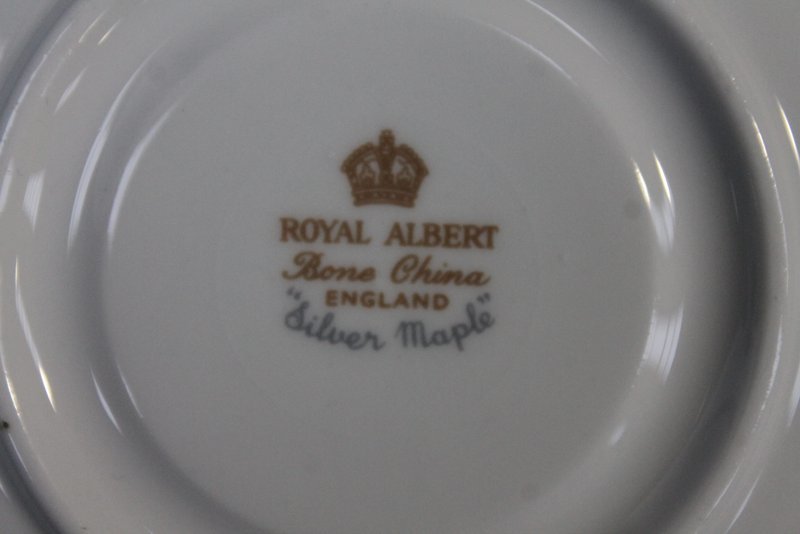 ROYAL ALBERT
Bone China
ENGLAND
"Silver Maple"